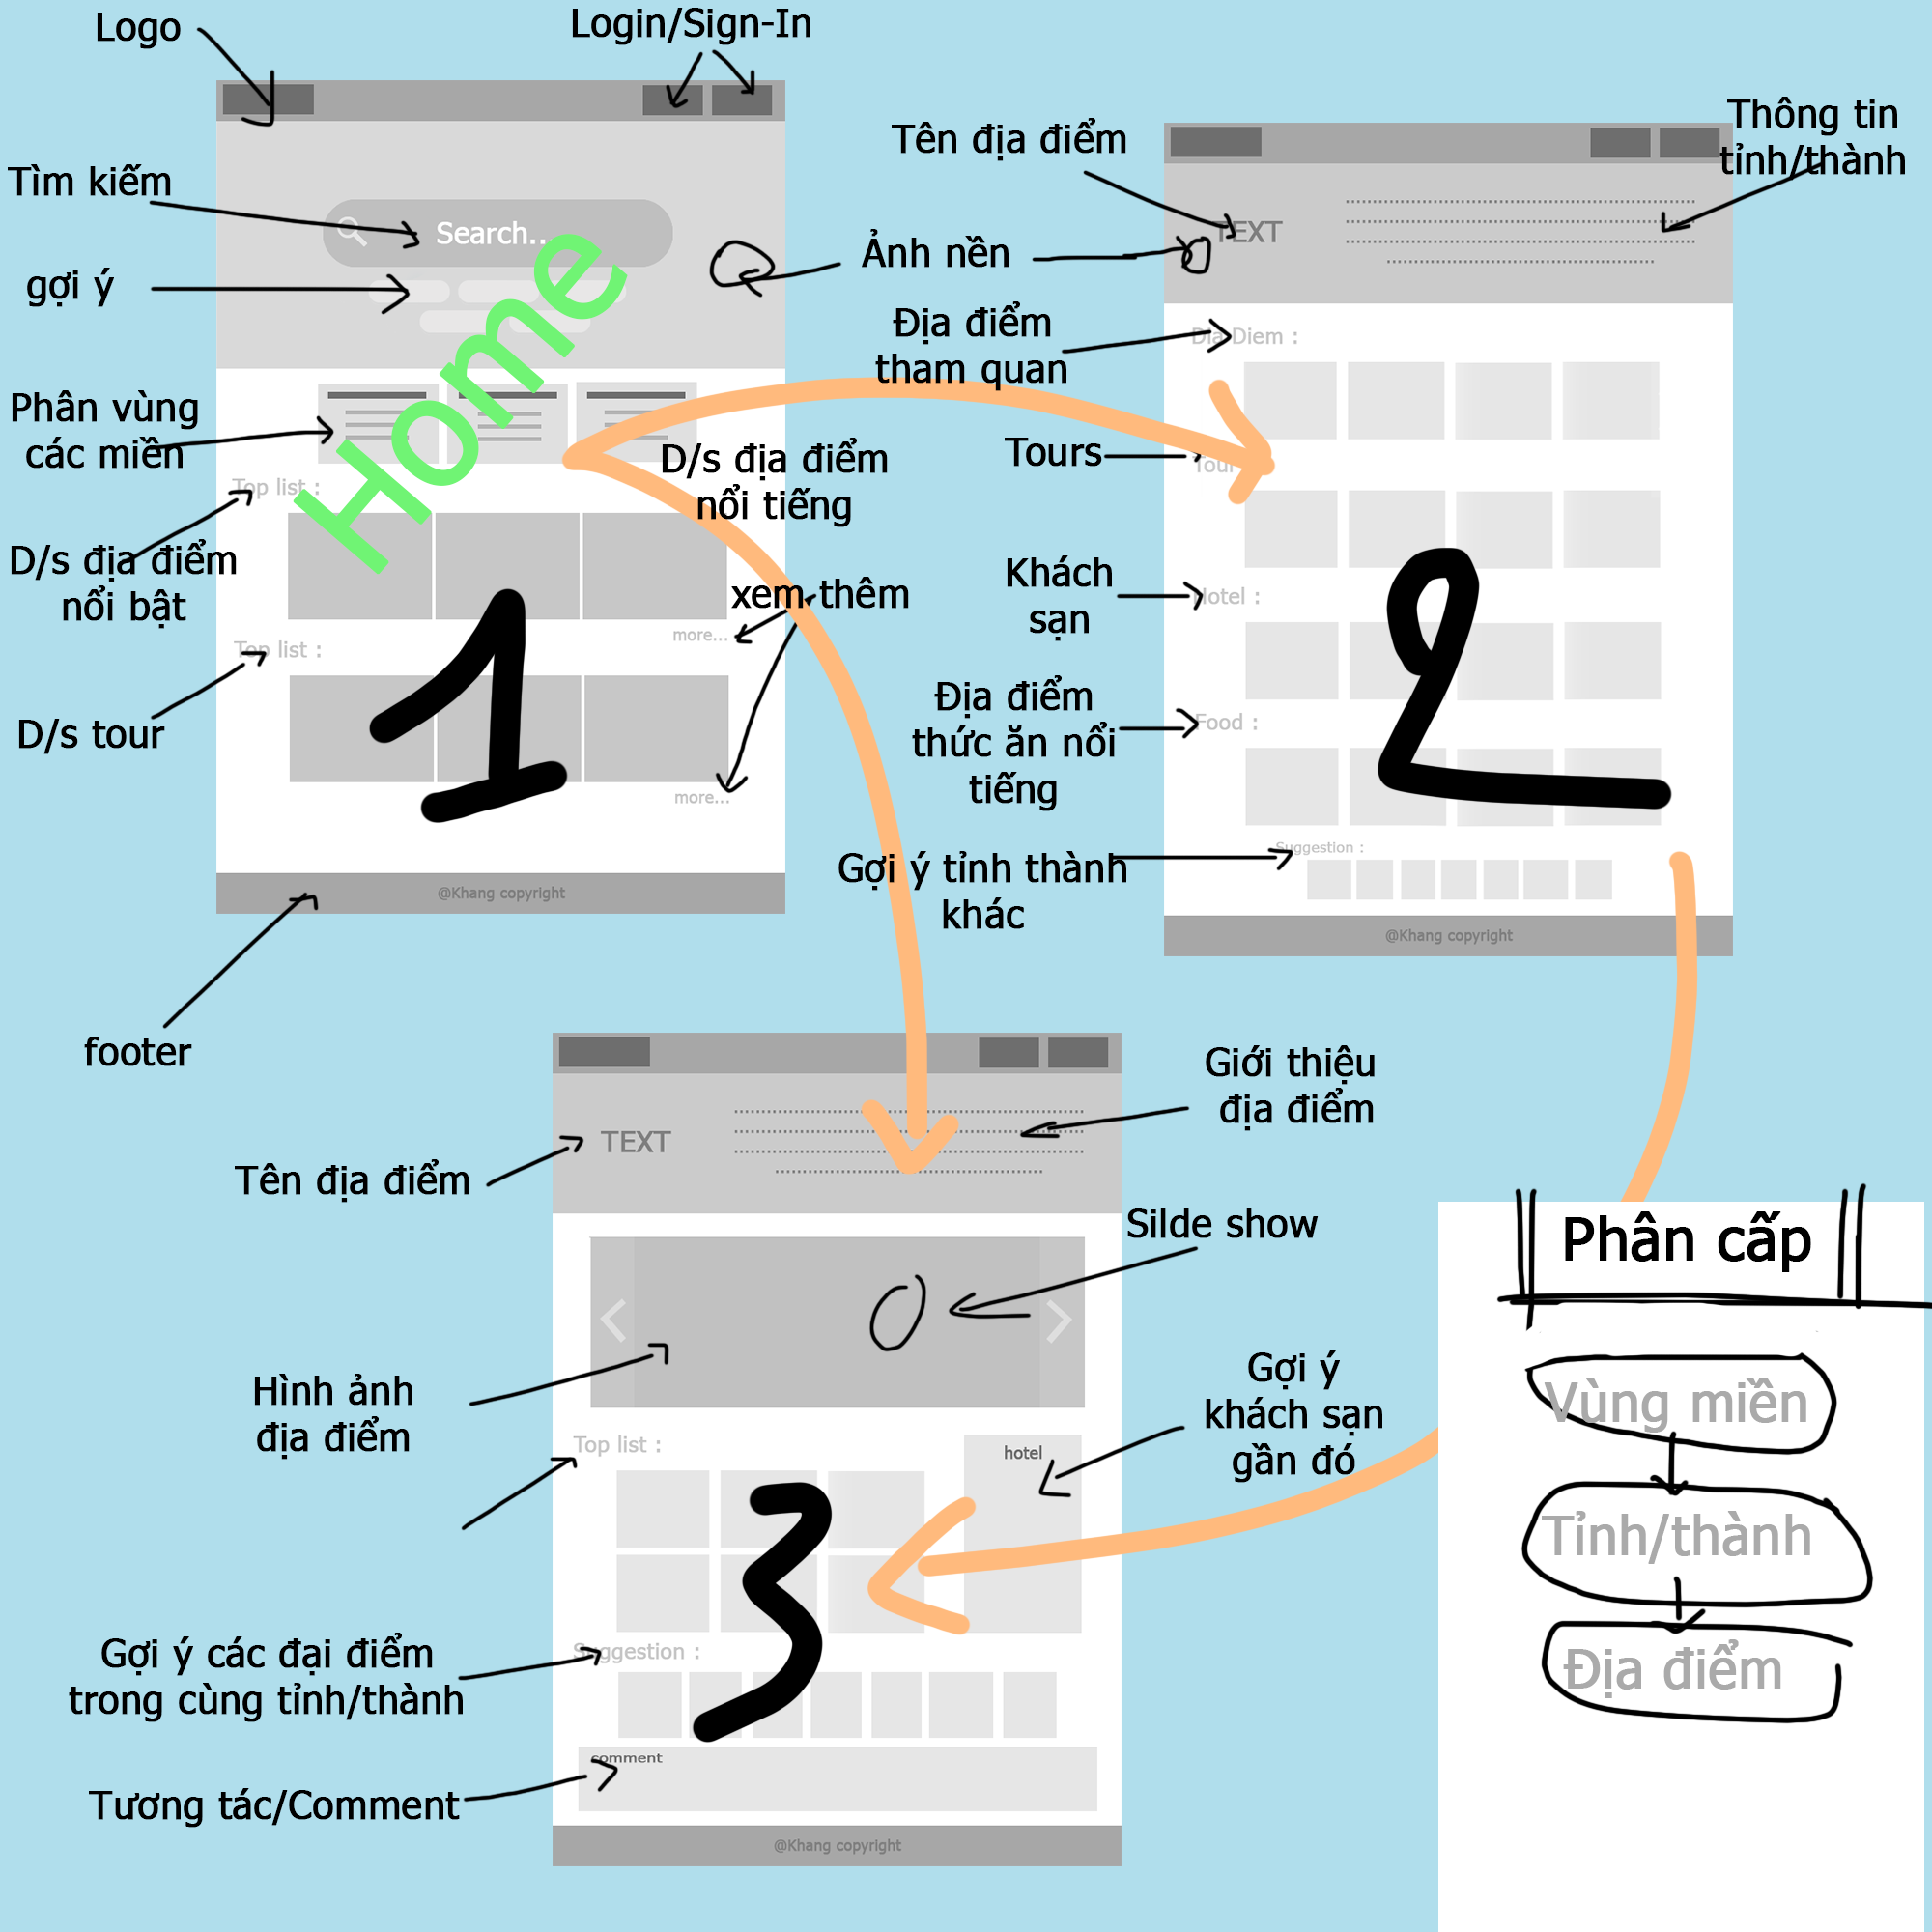 Logo
Login/Sign-In
Tìm kiếm
Search...
gợi ý
Ảnh nền
Home
Phân vùng
các miền
D/s địa điểm
nổi tiếng
Top list :
D/s địa điểm
nổi bật
1
xem thêm
more...
Top list :
D/s tour
more...
@Khang copyright
footer
Tên địa điểm
Thông tin
tỉnh/thành
TEXT
Địa điểm
tham quan
Dia Diem :
Tours
Tour
Khách
sạn
Hotel :
2
Địa điểm
thức ăn nổi
tiếng
Food :
Gợi ý tỉnh thành
khác
Suggestion :
@Khang copyright
Giới thiệu
địa điểm
Tên địa điểm
TEXT
Silde show
Hình ảnh
địa điểm
Gợi ý
khách sạn
gần đó
Top list :
hotel
3
Gợi ý các đại điểm
trong cùng tỉnh/thành
Suggestion :
comment
Tương tác/Comment
@Khang copyright
Phân cấp
Vùng miền
Tỉnh/thành
Địa điểm